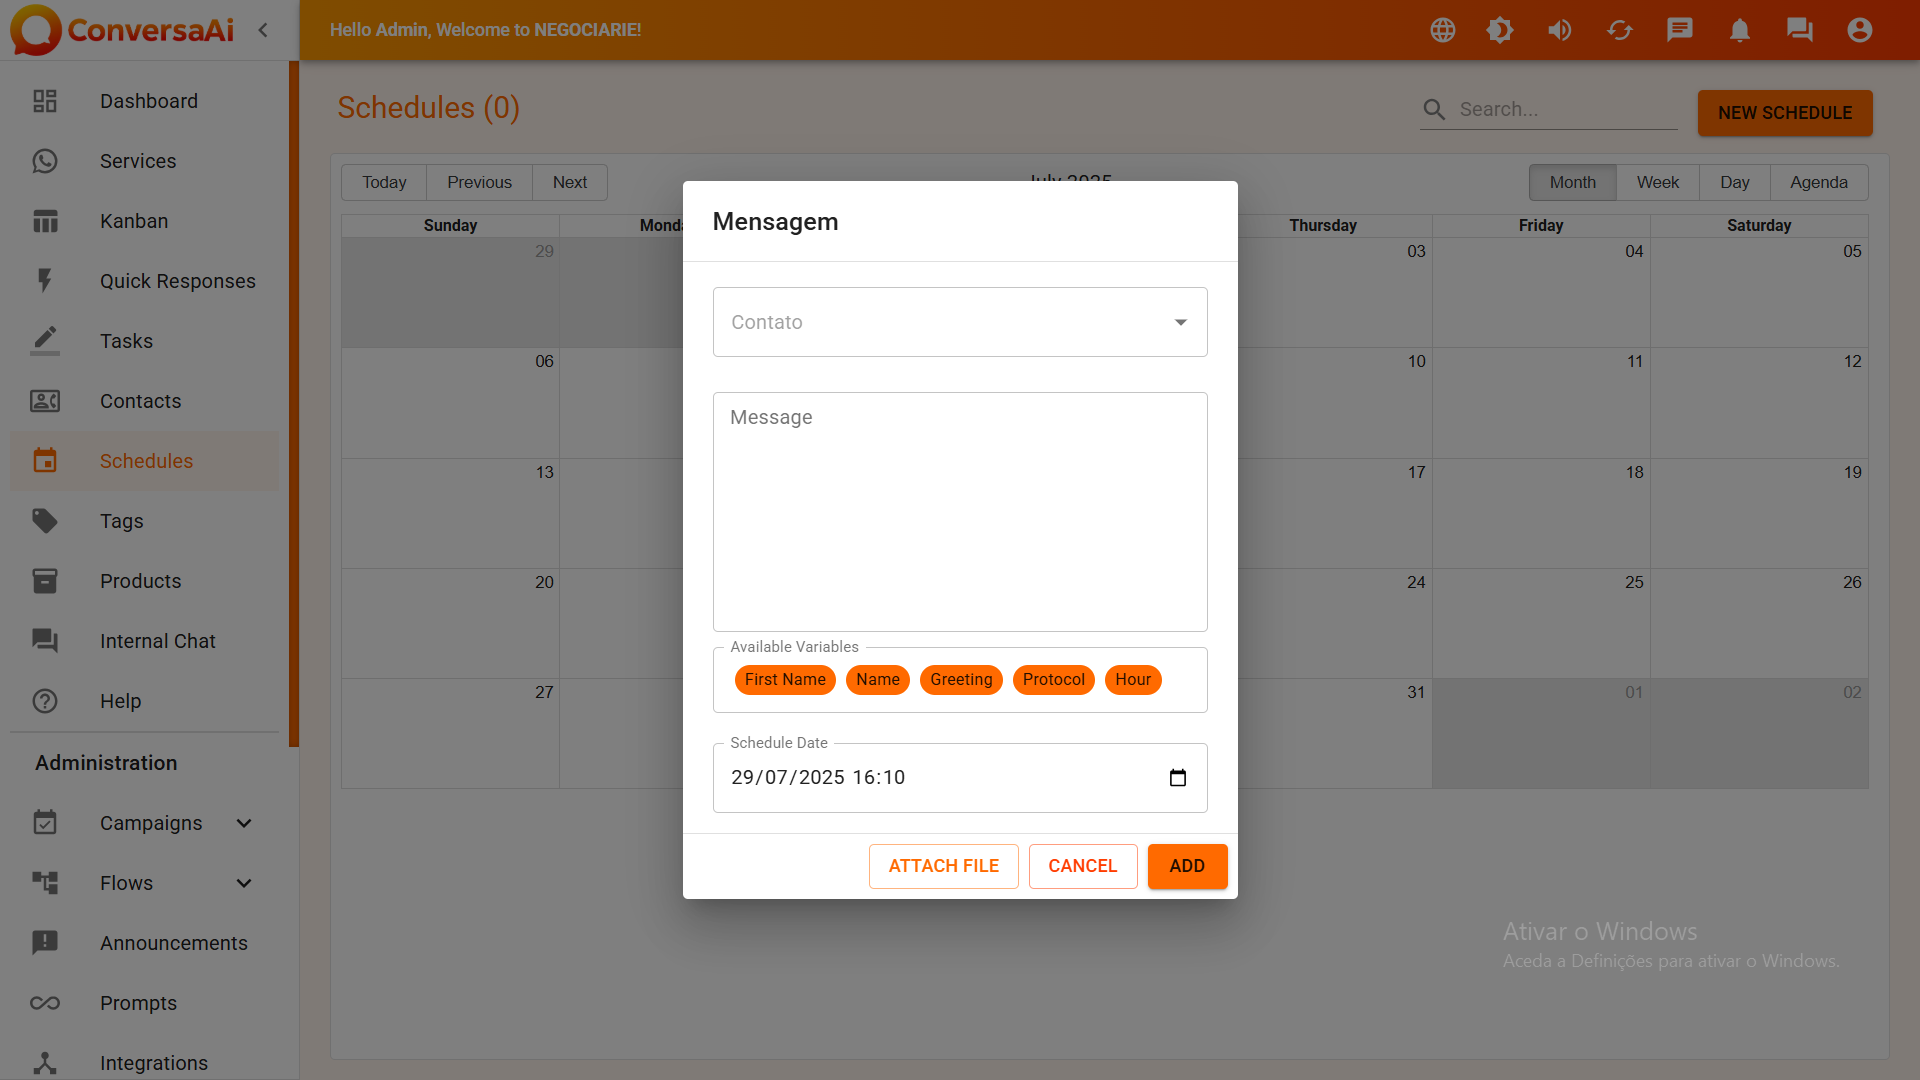 ConversaAi
Hello Admin, Welcome to NEGOCIARIE!
Dashboard
Services
Kanban
Quick Responses
Tasks
Contacts
Schedules
Tags
Products
Internal Chat
Help
Administration
Campaigns
Flows
Announcements
Prompts
Integrations
Schedules (0)
Search...
NEW SCHEDULE
Today Previous Next
July 2025
Month Week Day Agenda
Sunday Thursday Friday Saturday
29 03 04 05
06 10 11 12
13 17 18 19
20 24 25 26
27 31 01 02
Mensagem
Contato
Message
Available Variables
First Name Name Greeting Protocol Hour
Schedule Date
29/07/2025 16:10
ATTACH FILE CANCEL ADD
Ativar o Windows
Aceda a Definições para ativar o Windows.